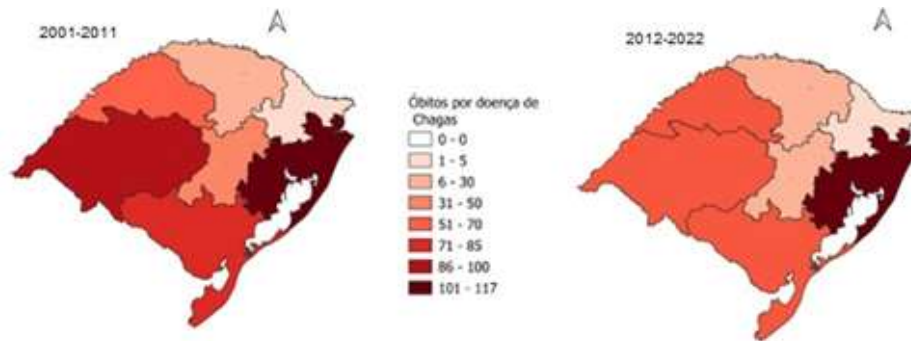 2001-2011
2012-2022
Óbitos por doença de
Chagas
0 - 0
1 - 5
6 - 30
31 - 50
51 - 70
71 - 85
86 - 100
101 - 117